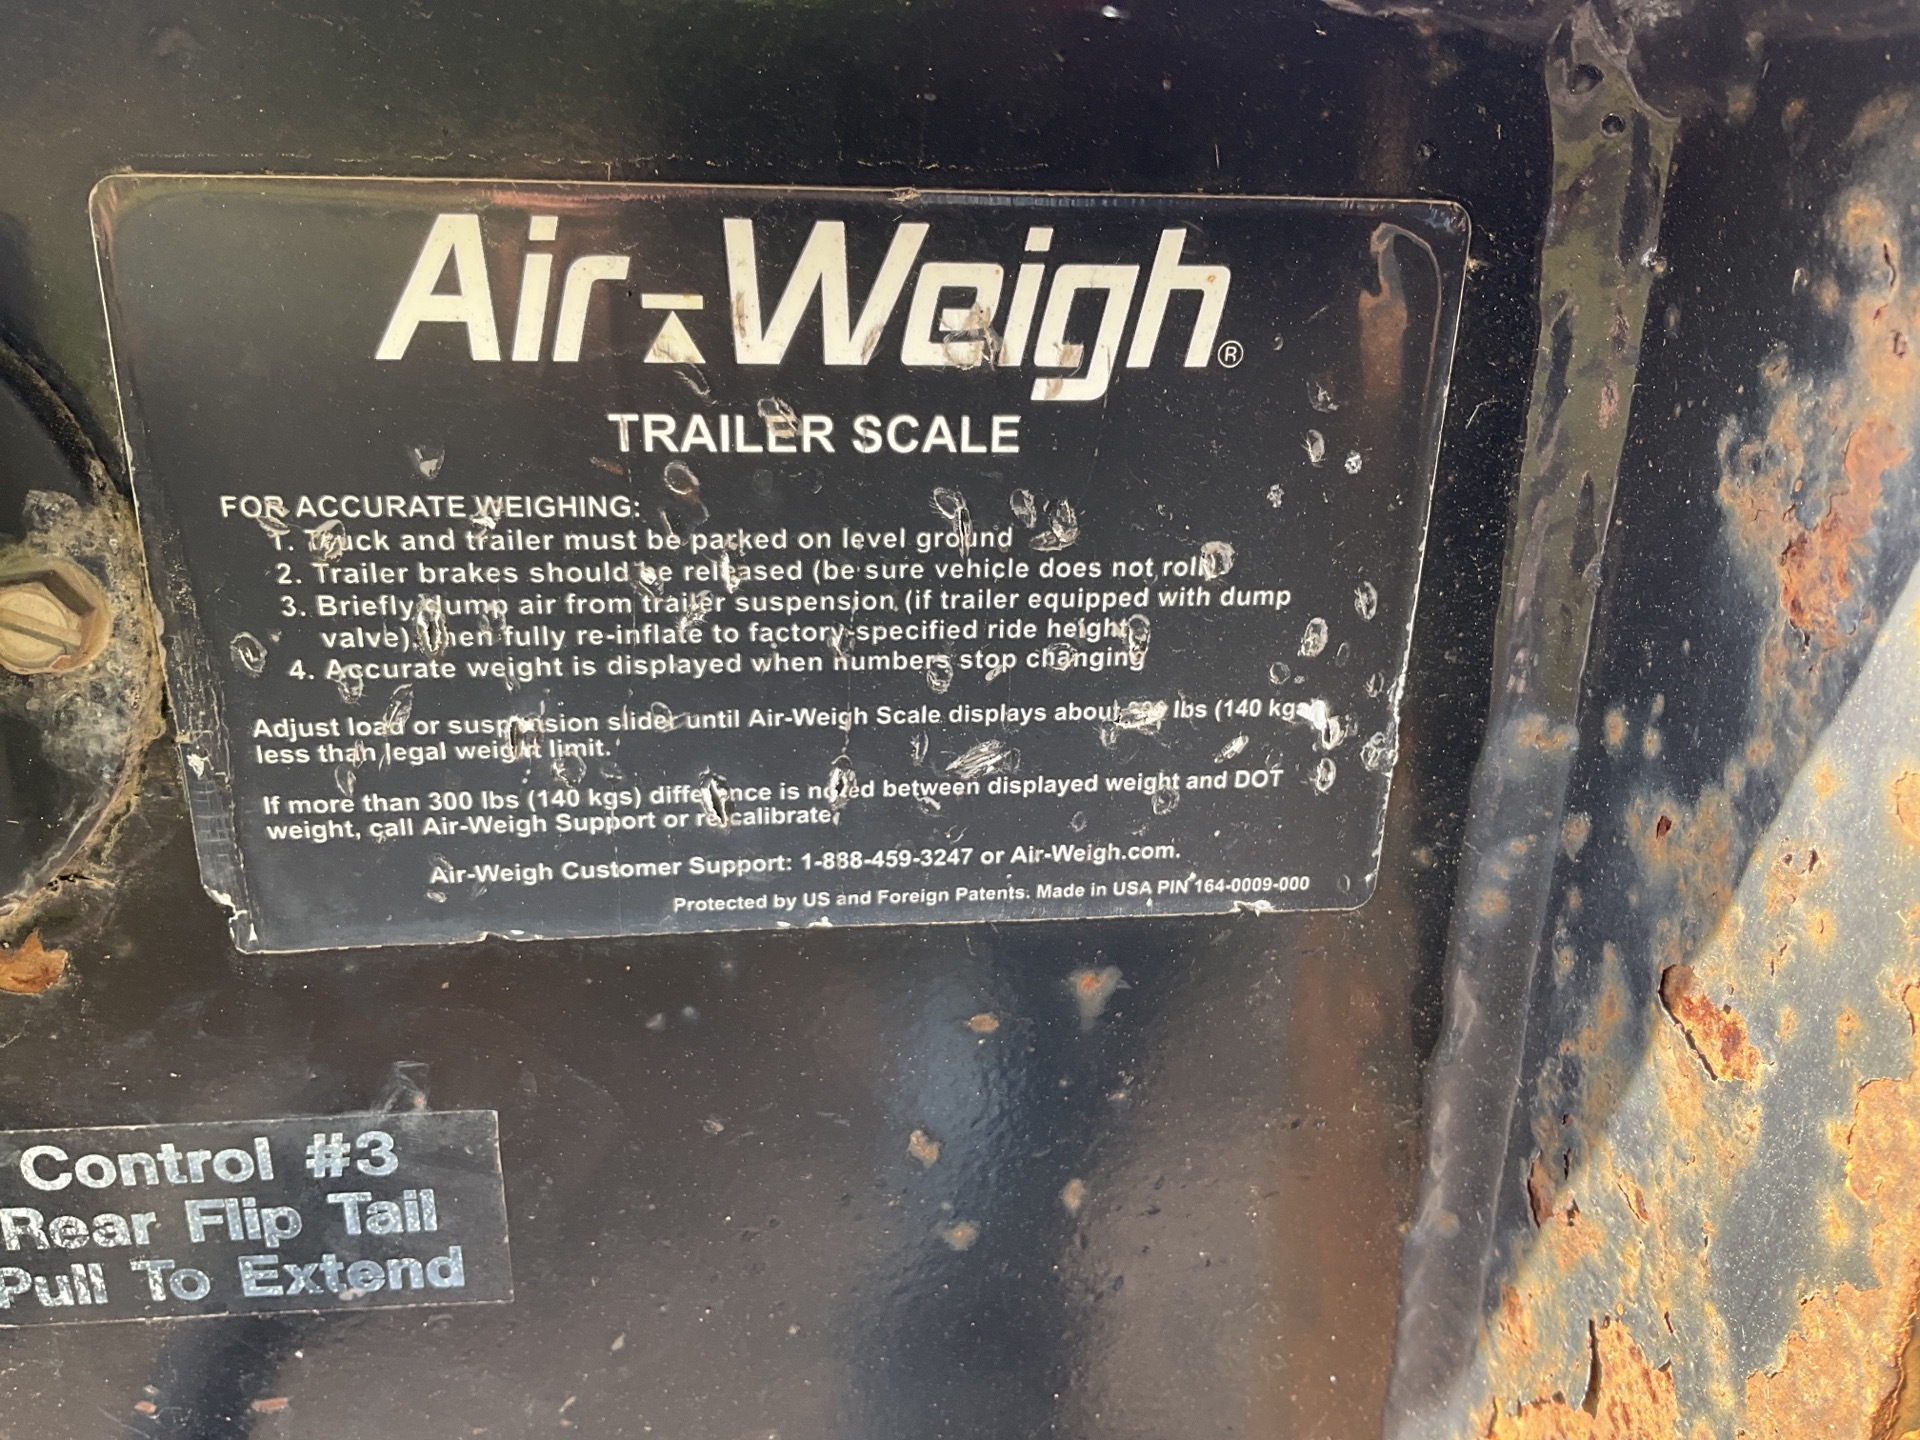 Air-Weigh®
TRAILER SCALE
FOR ACCURATE WEIGHING:
1. Truck and trailer must be parked on level ground
2. Trailer brakes should be released (be sure vehicle does not roll)
3. Briefly dump air from trailer suspension (if trailer equipped with dump
valve), then fully re-inflate to factory-specified ride height
4. Accurate weight is displayed when numbers stop changing
Adjust load or suspension slider until Air-Weigh Scale displays about lbs (140 kgs)
less than legal weight limit.
If more than 300 lbs (140 kgs) difference is noted between displayed weight and DOT
weight, call Air-Weigh Support or re-calibrate.
Air-Weigh Customer Support: 1-888-459-3247 or Air-Weigh.com.
Protected by US and Foreign Patents. Made in USA PIN 164-0009-000
Control #3
Rear Flip Tail
Pull To Extend